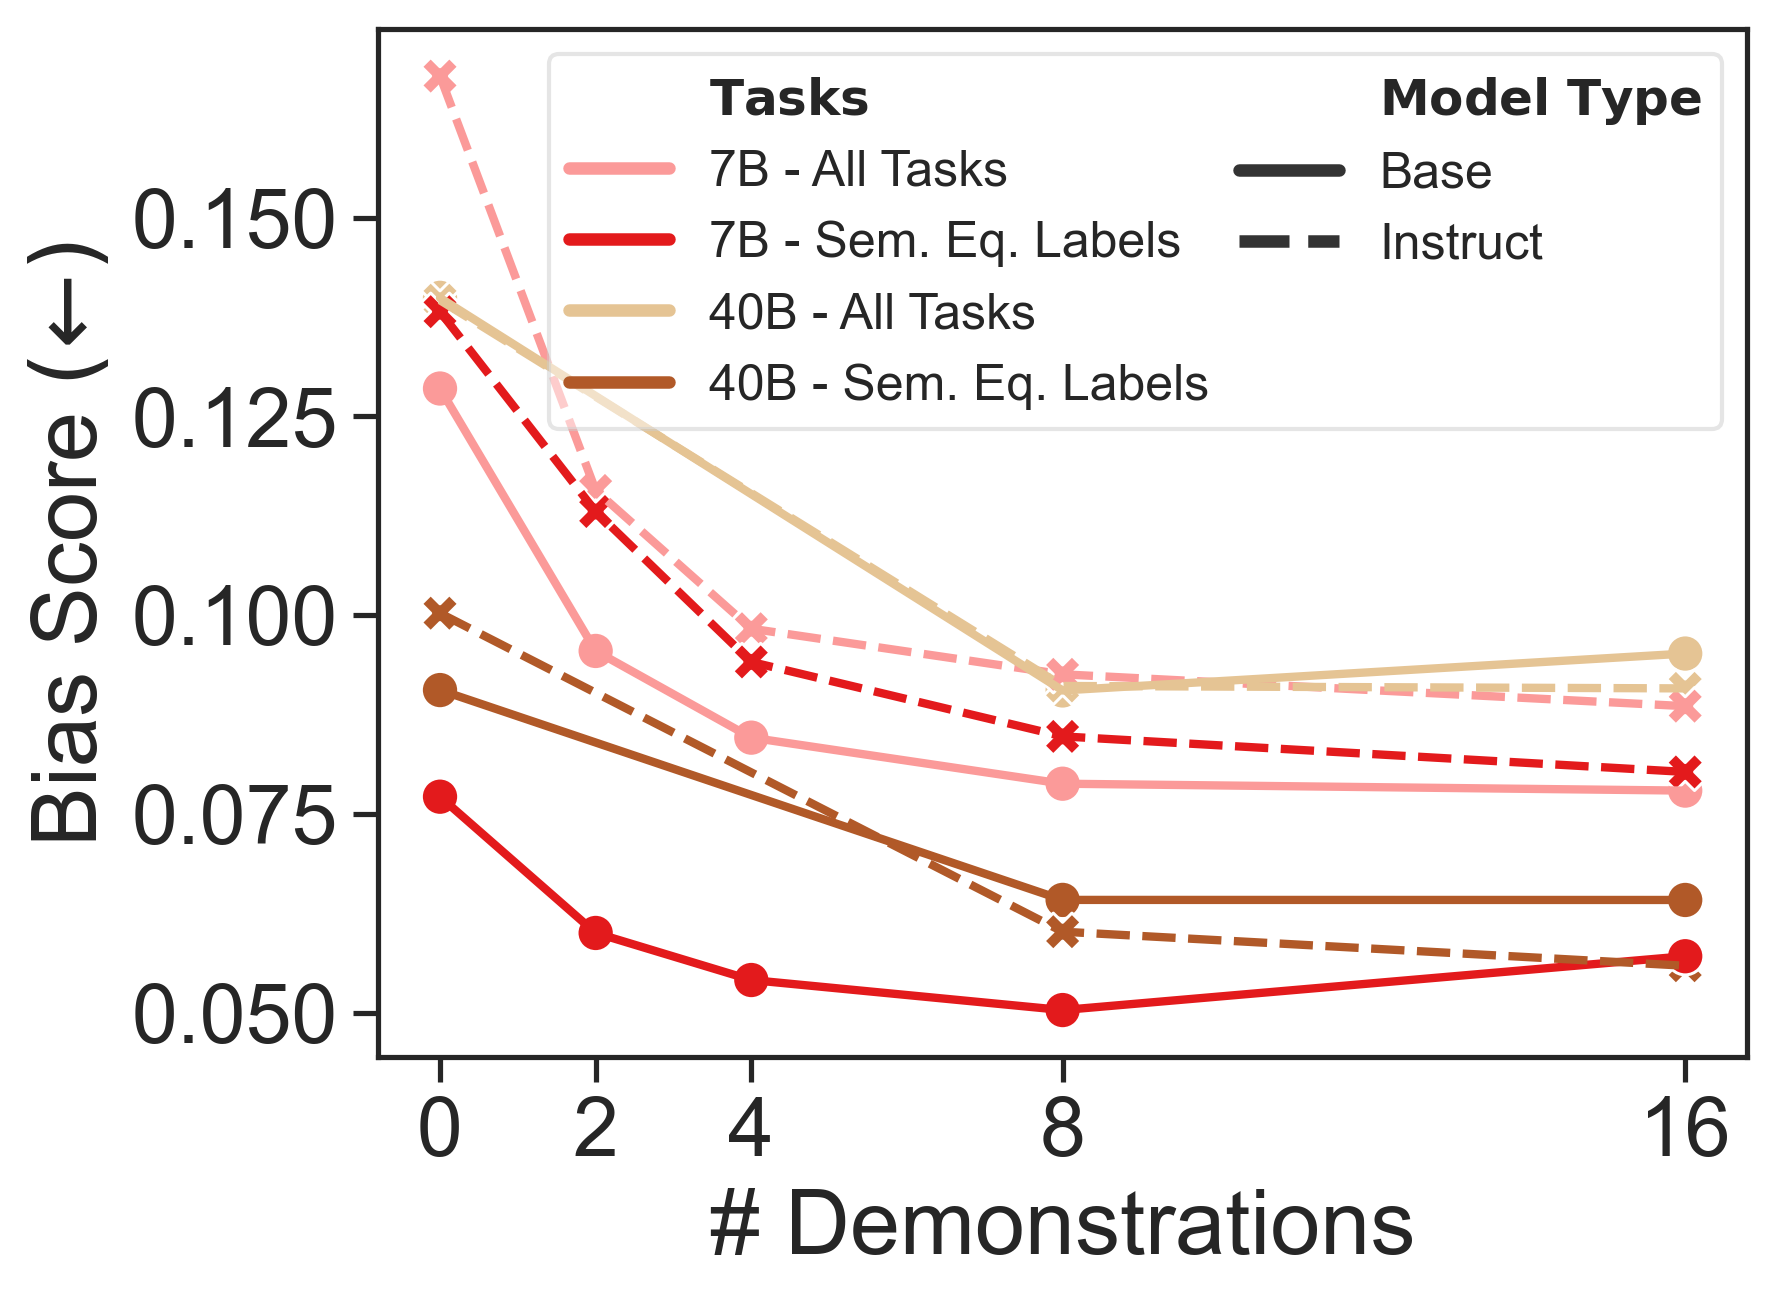 Tasks
7B - All Tasks
7B - Sem. Eq. Labels
40B - All Tasks
40B - Sem. Eq. Labels
Model Type
Base
Instruct
Bias Score (←)
0.150
0.125
0.100
0.075
0.050
0 2 4 8 16
# Demonstrations